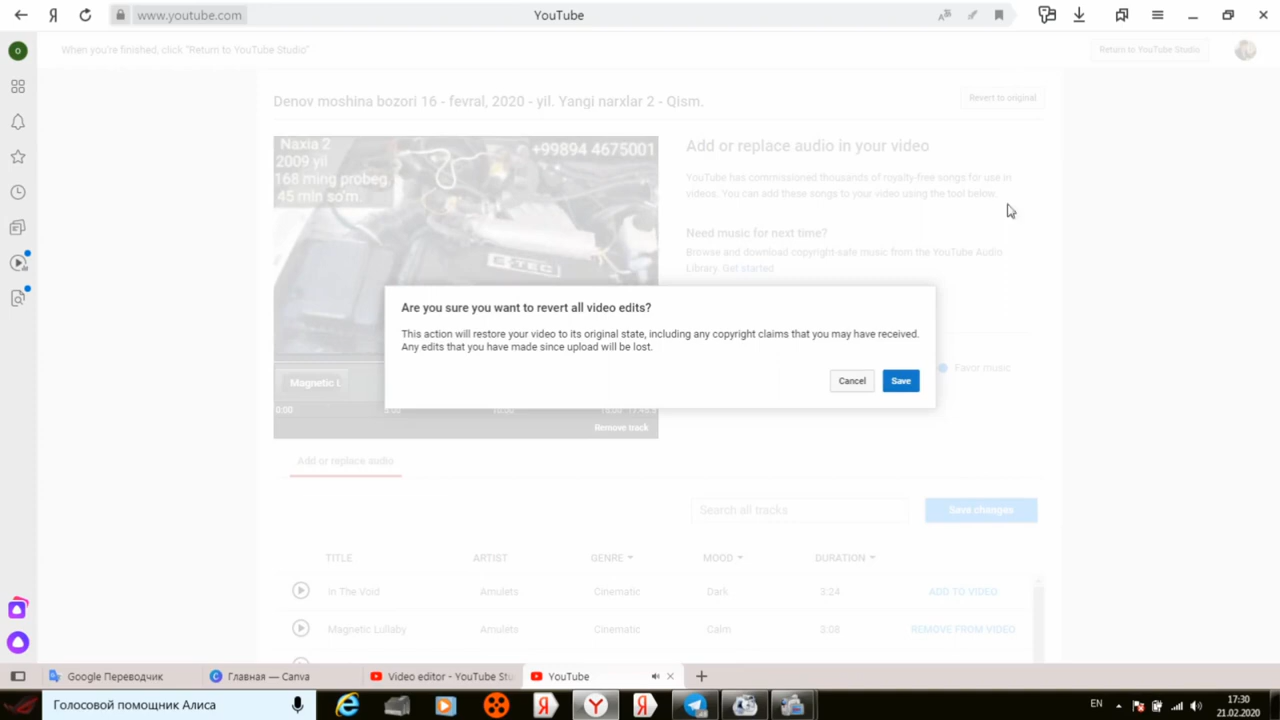 www.youtube.com
YouTube
When you're finished, click "Return to YouTube Studio"
Return to YouTube Studio
Denov moshina bozori 16 - fevral, 2020 - yil. Yangi narxlar 2 - Qism.
Revert to original
Naxia 2
2009 yil
168 ming probeg.
45 mln so'm.
+99894 4675001
E-TEC
Add or replace audio in your video
YouTube has commissioned thousands of royalty-free songs for use in
videos. You can add these songs to your video using the tool below.
Need music for next time?
Browse and download copyright-safe music from the YouTube Audio
Library. Get started
Are you sure you want to revert all video edits?
This action will restore your video to its original state, including any copyright claims that you may have received.
Any edits that you have made since upload will be lost.
Cancel
Save
Favor music
Magnetic L
0:00
Remove track
Add or replace audio
Search all tracks
Save changes
TITLE ARTIST GENRE MOOD DURATION
In The Void Amulets Cinematic Dark 3:24 ADD TO VIDEO
Magnetic Lullaby Amulets Cinematic Calm 3:08 REMOVE FROM VIDEO
Google Переводчик
Главная — Canva
Video editor - YouTube Stu
YouTube
Голосовой помощник Алиса
EN
17:30
21.02.2020